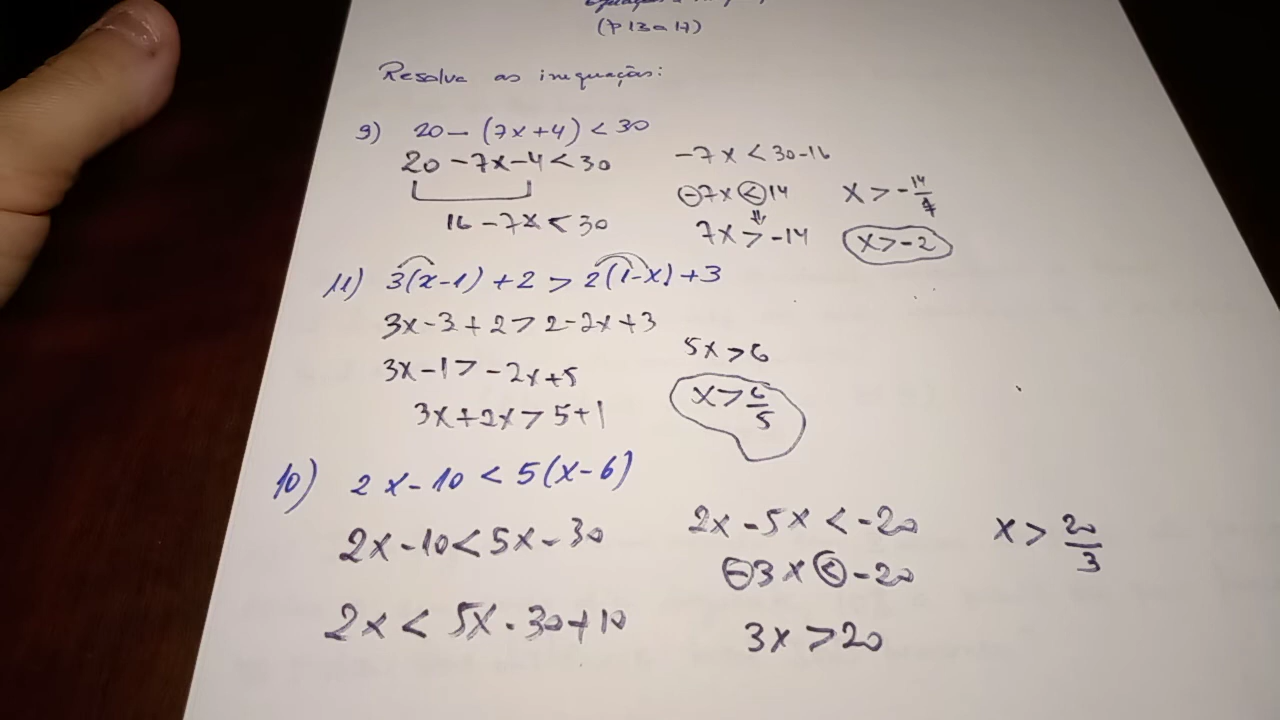 (P 13 a 17)
Resolva as inequações:
9) 20 - (7x+4) < 30
20 - 7x - 4 < 30
16 - 7x < 30
-7x < 30-16
-7x < 14
⇓
7x > -14
x > -14/7
x > -2
11) 3(x-1) + 2 > 2(1-x) + 3
3x - 3 + 2 > 2 - 2x + 3
3x - 1 > -2x + 5
3x + 2x > 5 + 1
5x > 6
x > 6/5
10) 2x - 10 < 5(x-6)
2x - 10 < 5x - 30
2x < 5x - 30 + 10
2x - 5x < -20
-3x < -20
3x > 20
x > 20/3